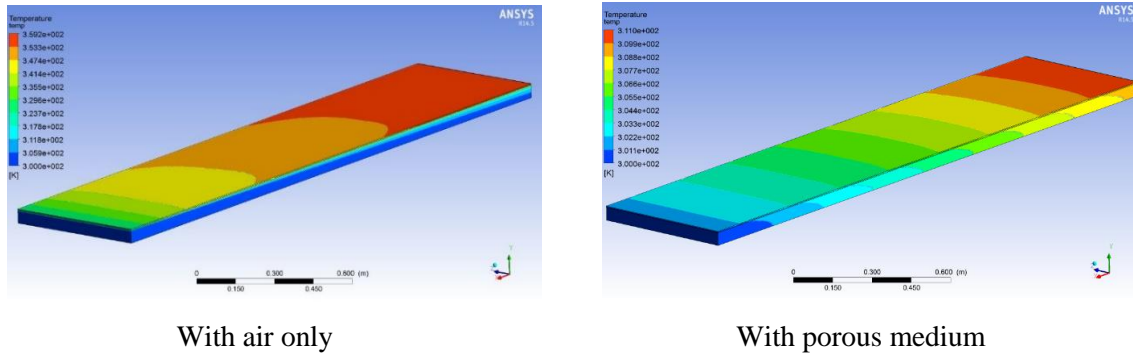 Temperature
temp
3.592e+002
3.533e+002
3.474e+002
3.414e+002
3.355e+002
3.296e+002
3.237e+002
3.178e+002
3.118e+002
3.059e+002
3.000e+002
[K]
ANSYS
R14.5
0
0.300
0.600 (m)
0.150
0.450
Y
With air only
Temperature
temp
3.110e+002
3.099e+002
3.088e+002
3.077e+002
3.066e+002
3.055e+002
3.044e+002
3.033e+002
3.022e+002
3.011e+002
3.000e+002
[K]
ANSYS
R14.5
0
0.300
0.600 (m)
0.150
0.450
Y
With porous medium